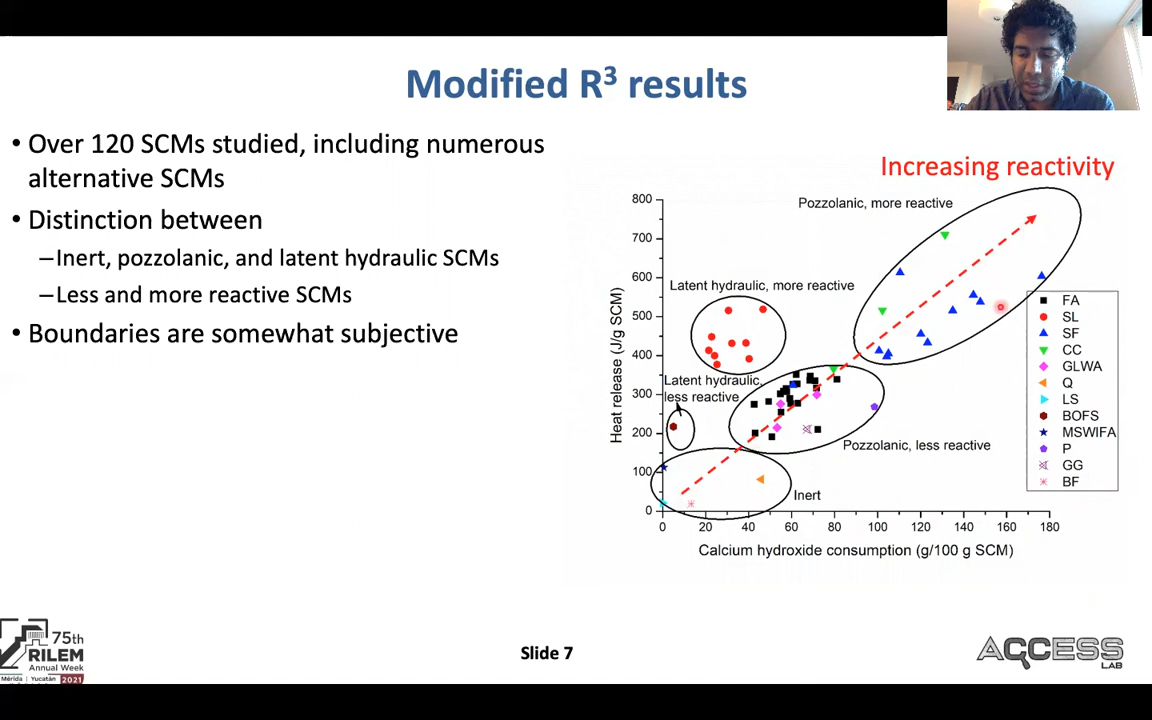 Modified R³ results
• Over 120 SCMs studied, including numerous
alternative SCMs
• Distinction between
–Inert, pozzolanic, and latent hydraulic SCMs
–Less and more reactive SCMs
• Boundaries are somewhat subjective
Increasing reactivity
Pozzolanic, more reactive
Latent hydraulic, more reactive
Latent hydraulic,
less reactive
Pozzolanic, less reactive
Inert
Heat release (J/g SCM)
800
700
600
500
400
300
200
100
0
0 20 40 60 80 100 120 140 160 180
Calcium hydroxide consumption (g/100 g SCM)
FA
SL
SF
CC
GLWA
Q
LS
BOFS
MSWIFA
P
GG
BF
75th
RILEM
Annual Week
Mérida | Yucatán 2021
Slide 7
ACCESS
LAB